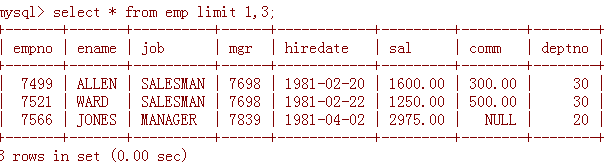 mysql> select * from emp limit 1,3;
+-------+-------+----------+------+------------+---------+--------+--------+
| empno | ename | job      | mgr  | hiredate   | sal     | comm   | deptno |
+-------+-------+----------+------+------------+---------+--------+--------+
|  7499 | ALLEN | SALESMAN | 7698 | 1981-02-20 | 1600.00 | 300.00 |     30 |
|  7521 | WARD  | SALESMAN | 7698 | 1981-02-22 | 1250.00 | 500.00 |     30 |
|  7566 | JONES | MANAGER  | 7839 | 1981-04-02 | 2975.00 |   NULL |     20 |
+-------+-------+----------+------+------------+---------+--------+--------+
3 rows in set (0.00 sec)